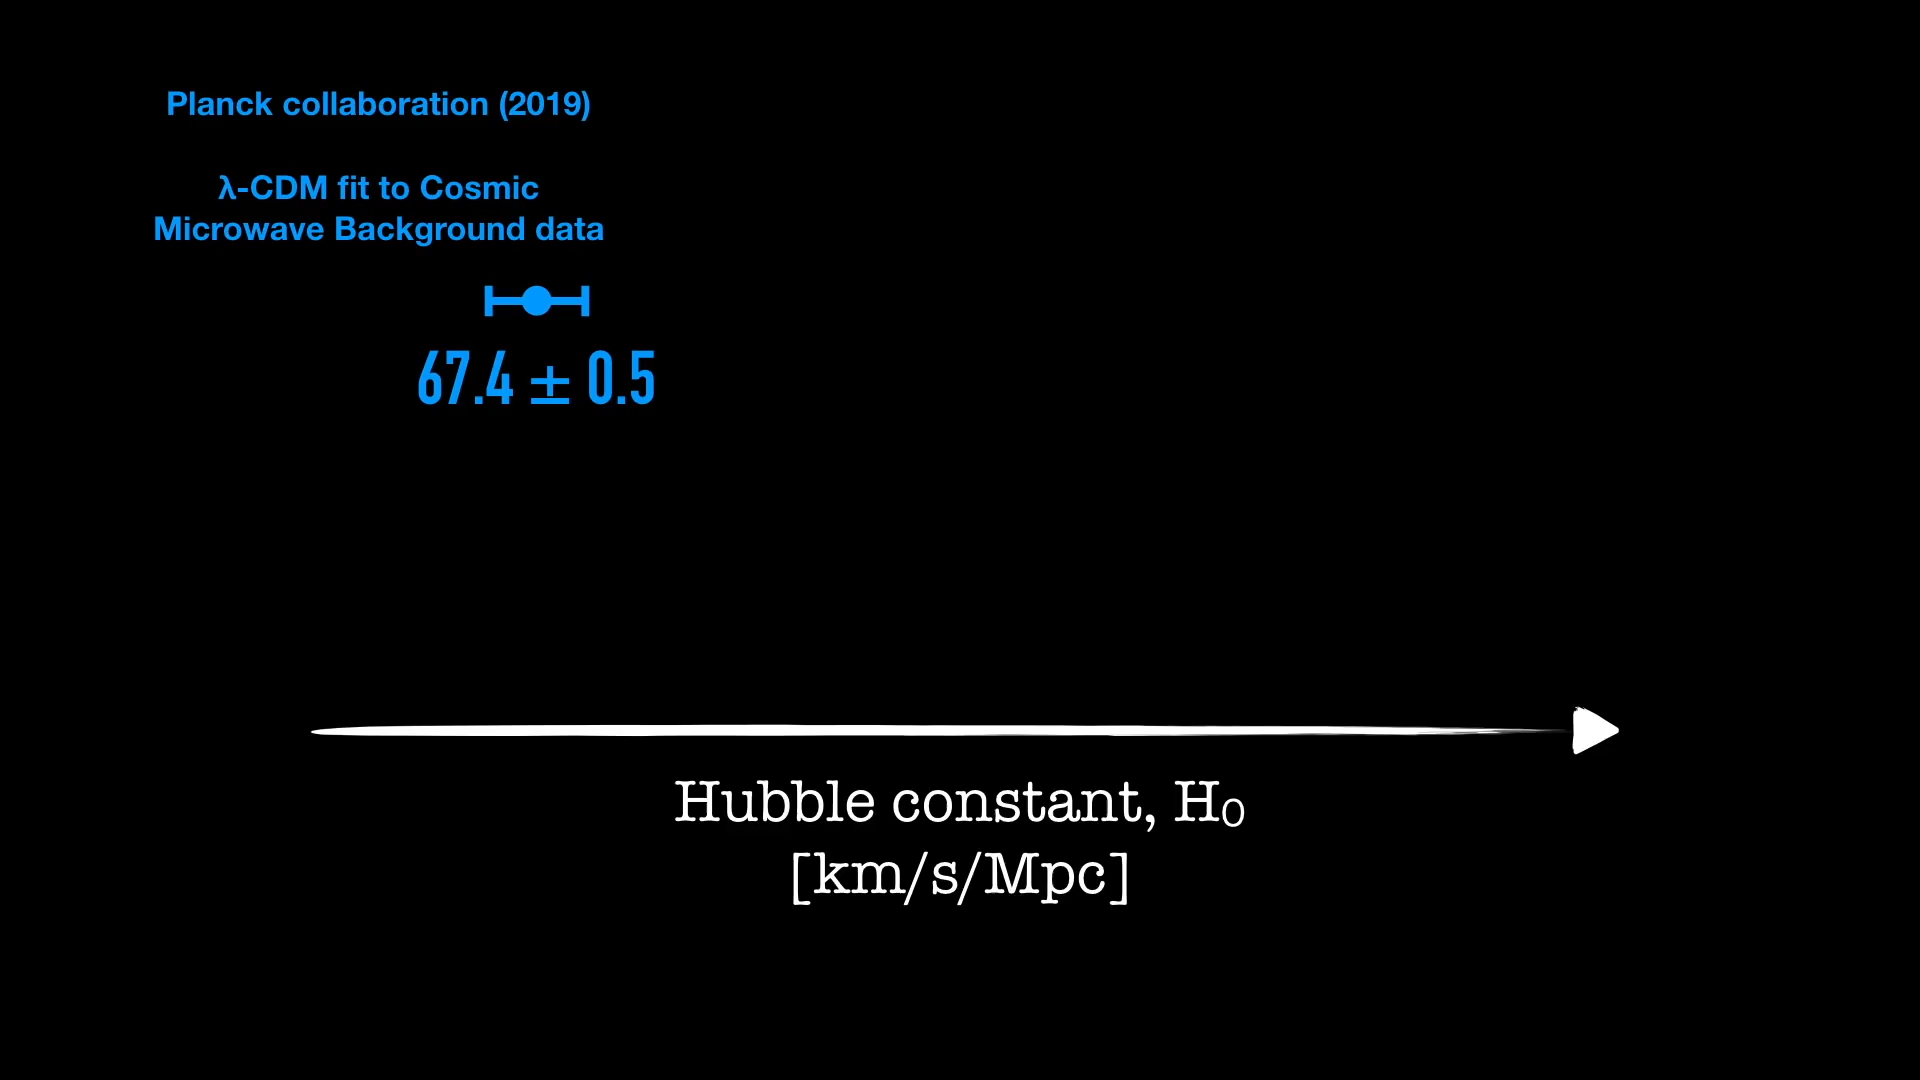 Planck collaboration (2019)
λ-CDM fit to Cosmic
Microwave Background data
67.4 ± 0.5
Hubble constant, H₀
[km/s/Mpc]